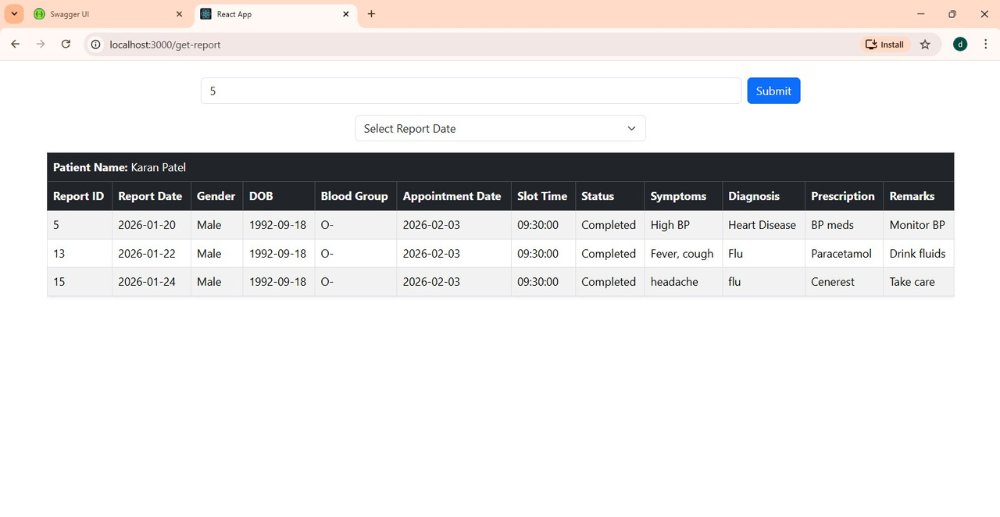 Swagger UI
React App
localhost:3000/get-report
Install
d
5
Submit
Select Report Date
Patient Name: Karan Patel
Report ID Report Date Gender DOB Blood Group Appointment Date Slot Time Status Symptoms Diagnosis Prescription Remarks
5 2026-01-20 Male 1992-09-18 O- 2026-02-03 09:30:00 Completed High BP Heart Disease BP meds Monitor BP
13 2026-01-22 Male 1992-09-18 O- 2026-02-03 09:30:00 Completed Fever, cough Flu Paracetamol Drink fluids
15 2026-01-24 Male 1992-09-18 O- 2026-02-03 09:30:00 Completed headache flu Cenerest Take care